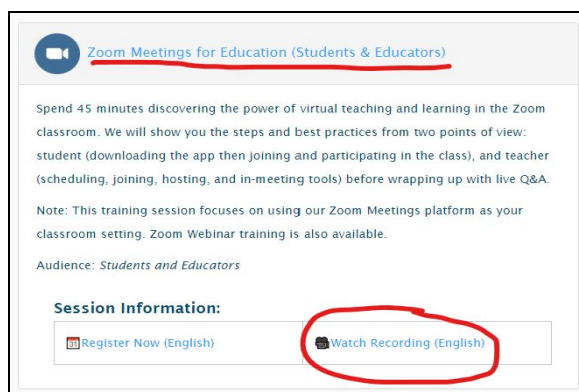 Zoom Meetings for Education (Students & Educators)
Spend 45 minutes discovering the power of virtual teaching and learning in the Zoom
classroom. We will show you the steps and best practices from two points of view:
student (downloading the app then joining and participating in the class), and teacher
(scheduling, joining, hosting, and in-meeting tools) before wrapping up with live Q&A.
Note: This training session focuses on using our Zoom Meetings platform as your
classroom setting. Zoom Webinar training is also available.
Audience: Students and Educators
Session Information:
Register Now (English)
Watch Recording (English)